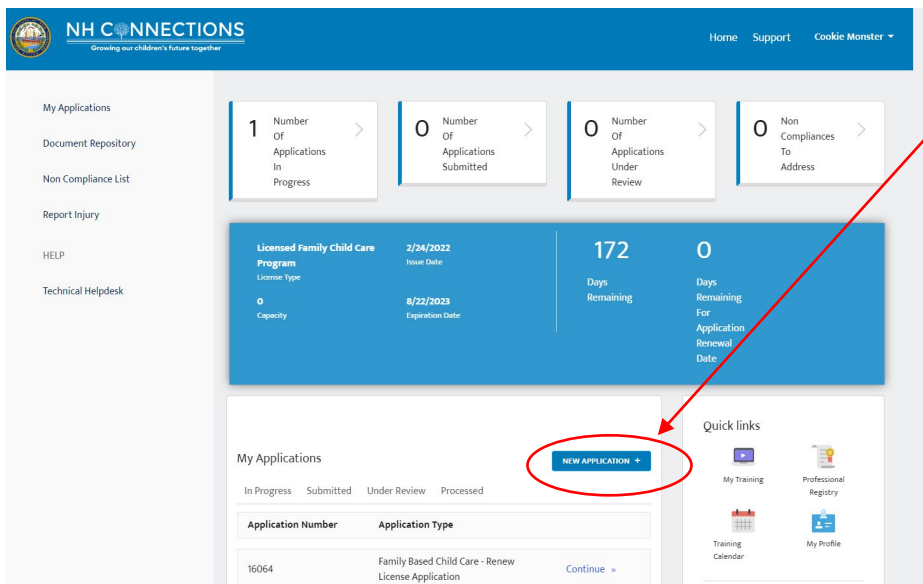 NH CONNECTIONS
Growing our children's future together
Home Support Cookie Monster
My Applications
Document Repository
Non Compliance List
Report Injury
HELP
Technical Helpdesk
1
Number
Of
Applications
In
Progress
0
Number
Of
Applications
Submitted
0
Number
Of
Applications
Under
Review
0
Non
Compliances
To
Address
Licensed Family Child Care
Program
License Type
2/24/2022
Issue Date
0
Capacity
8/22/2023
Expiration Date
172
Days
Remaining
0
Days
Remaining
For
Application
Renewal
Date
My Applications
NEW APPLICATION +
In Progress Submitted Under Review Processed
Application Number Application Type
16064
Family Based Child Care - Renew
License Application
Continue »
Quick links
My Training
Professional
Registry
Training
Calendar
My Profile